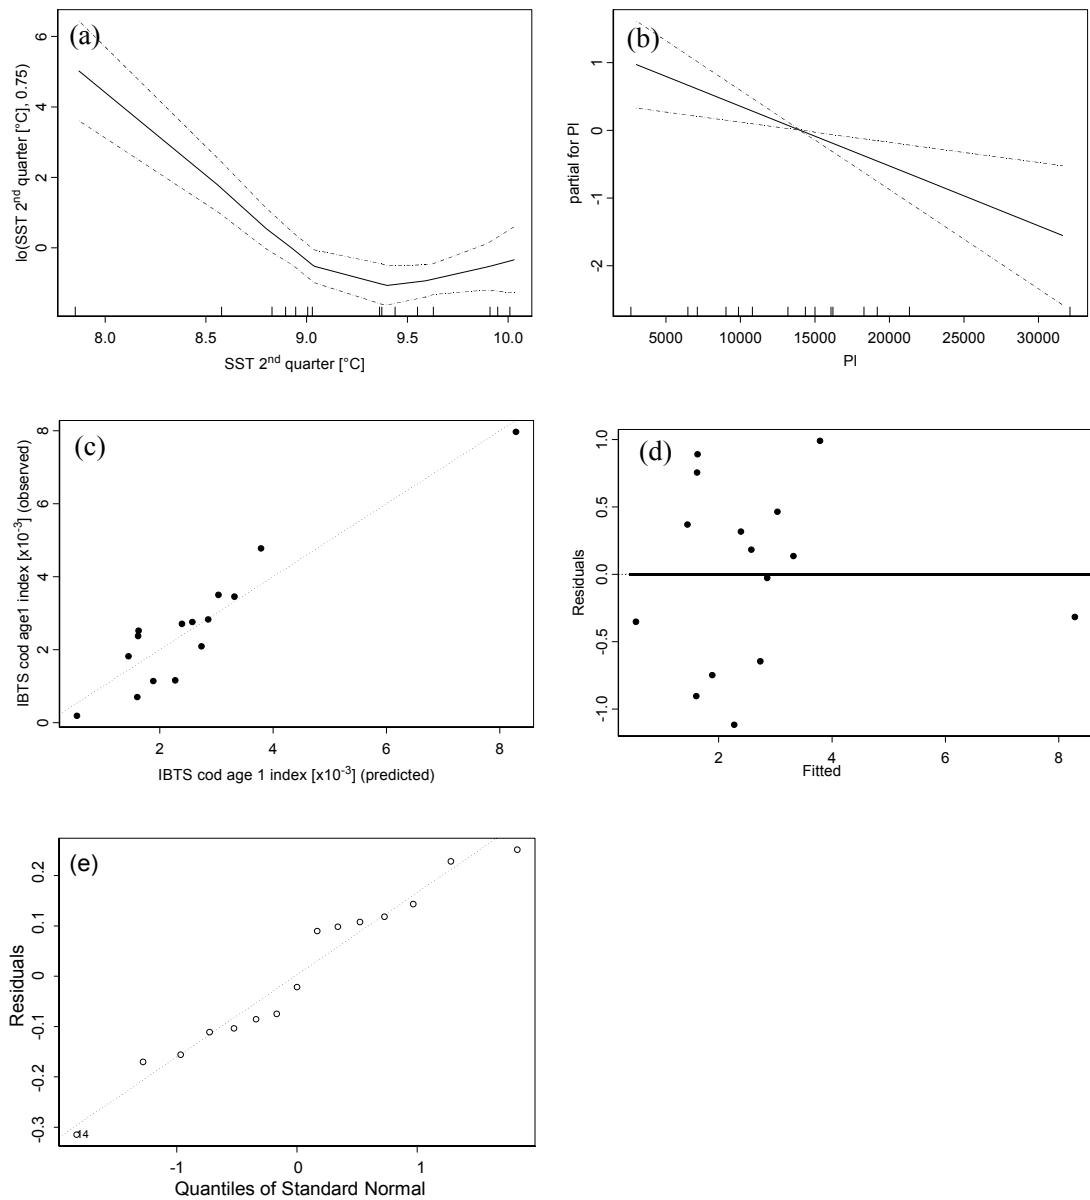 (a)
lo(SST 2nd quarter [°C], 0.75)
6
4
2
0
8.0 8.5 9.0 9.5 10.0
SST 2nd quarter [°C]
(b)
partial for PI
1
0
-1
-2
5000 10000 15000 20000 25000 30000
PI
(c)
IBTS cod age1 index [x10-3] (observed)
8
6
4
2
0
2 4 6 8
IBTS cod age 1 index [x10-3] (predicted)
(d)
Residuals
1.0
0.5
0.0
-0.5
-1.0
2 4 6 8
Fitted
(e)
Residuals
0.2
0.1
0
-0.1
-0.2
-0.3
14
-1 0 1
Quantiles of Standard Normal